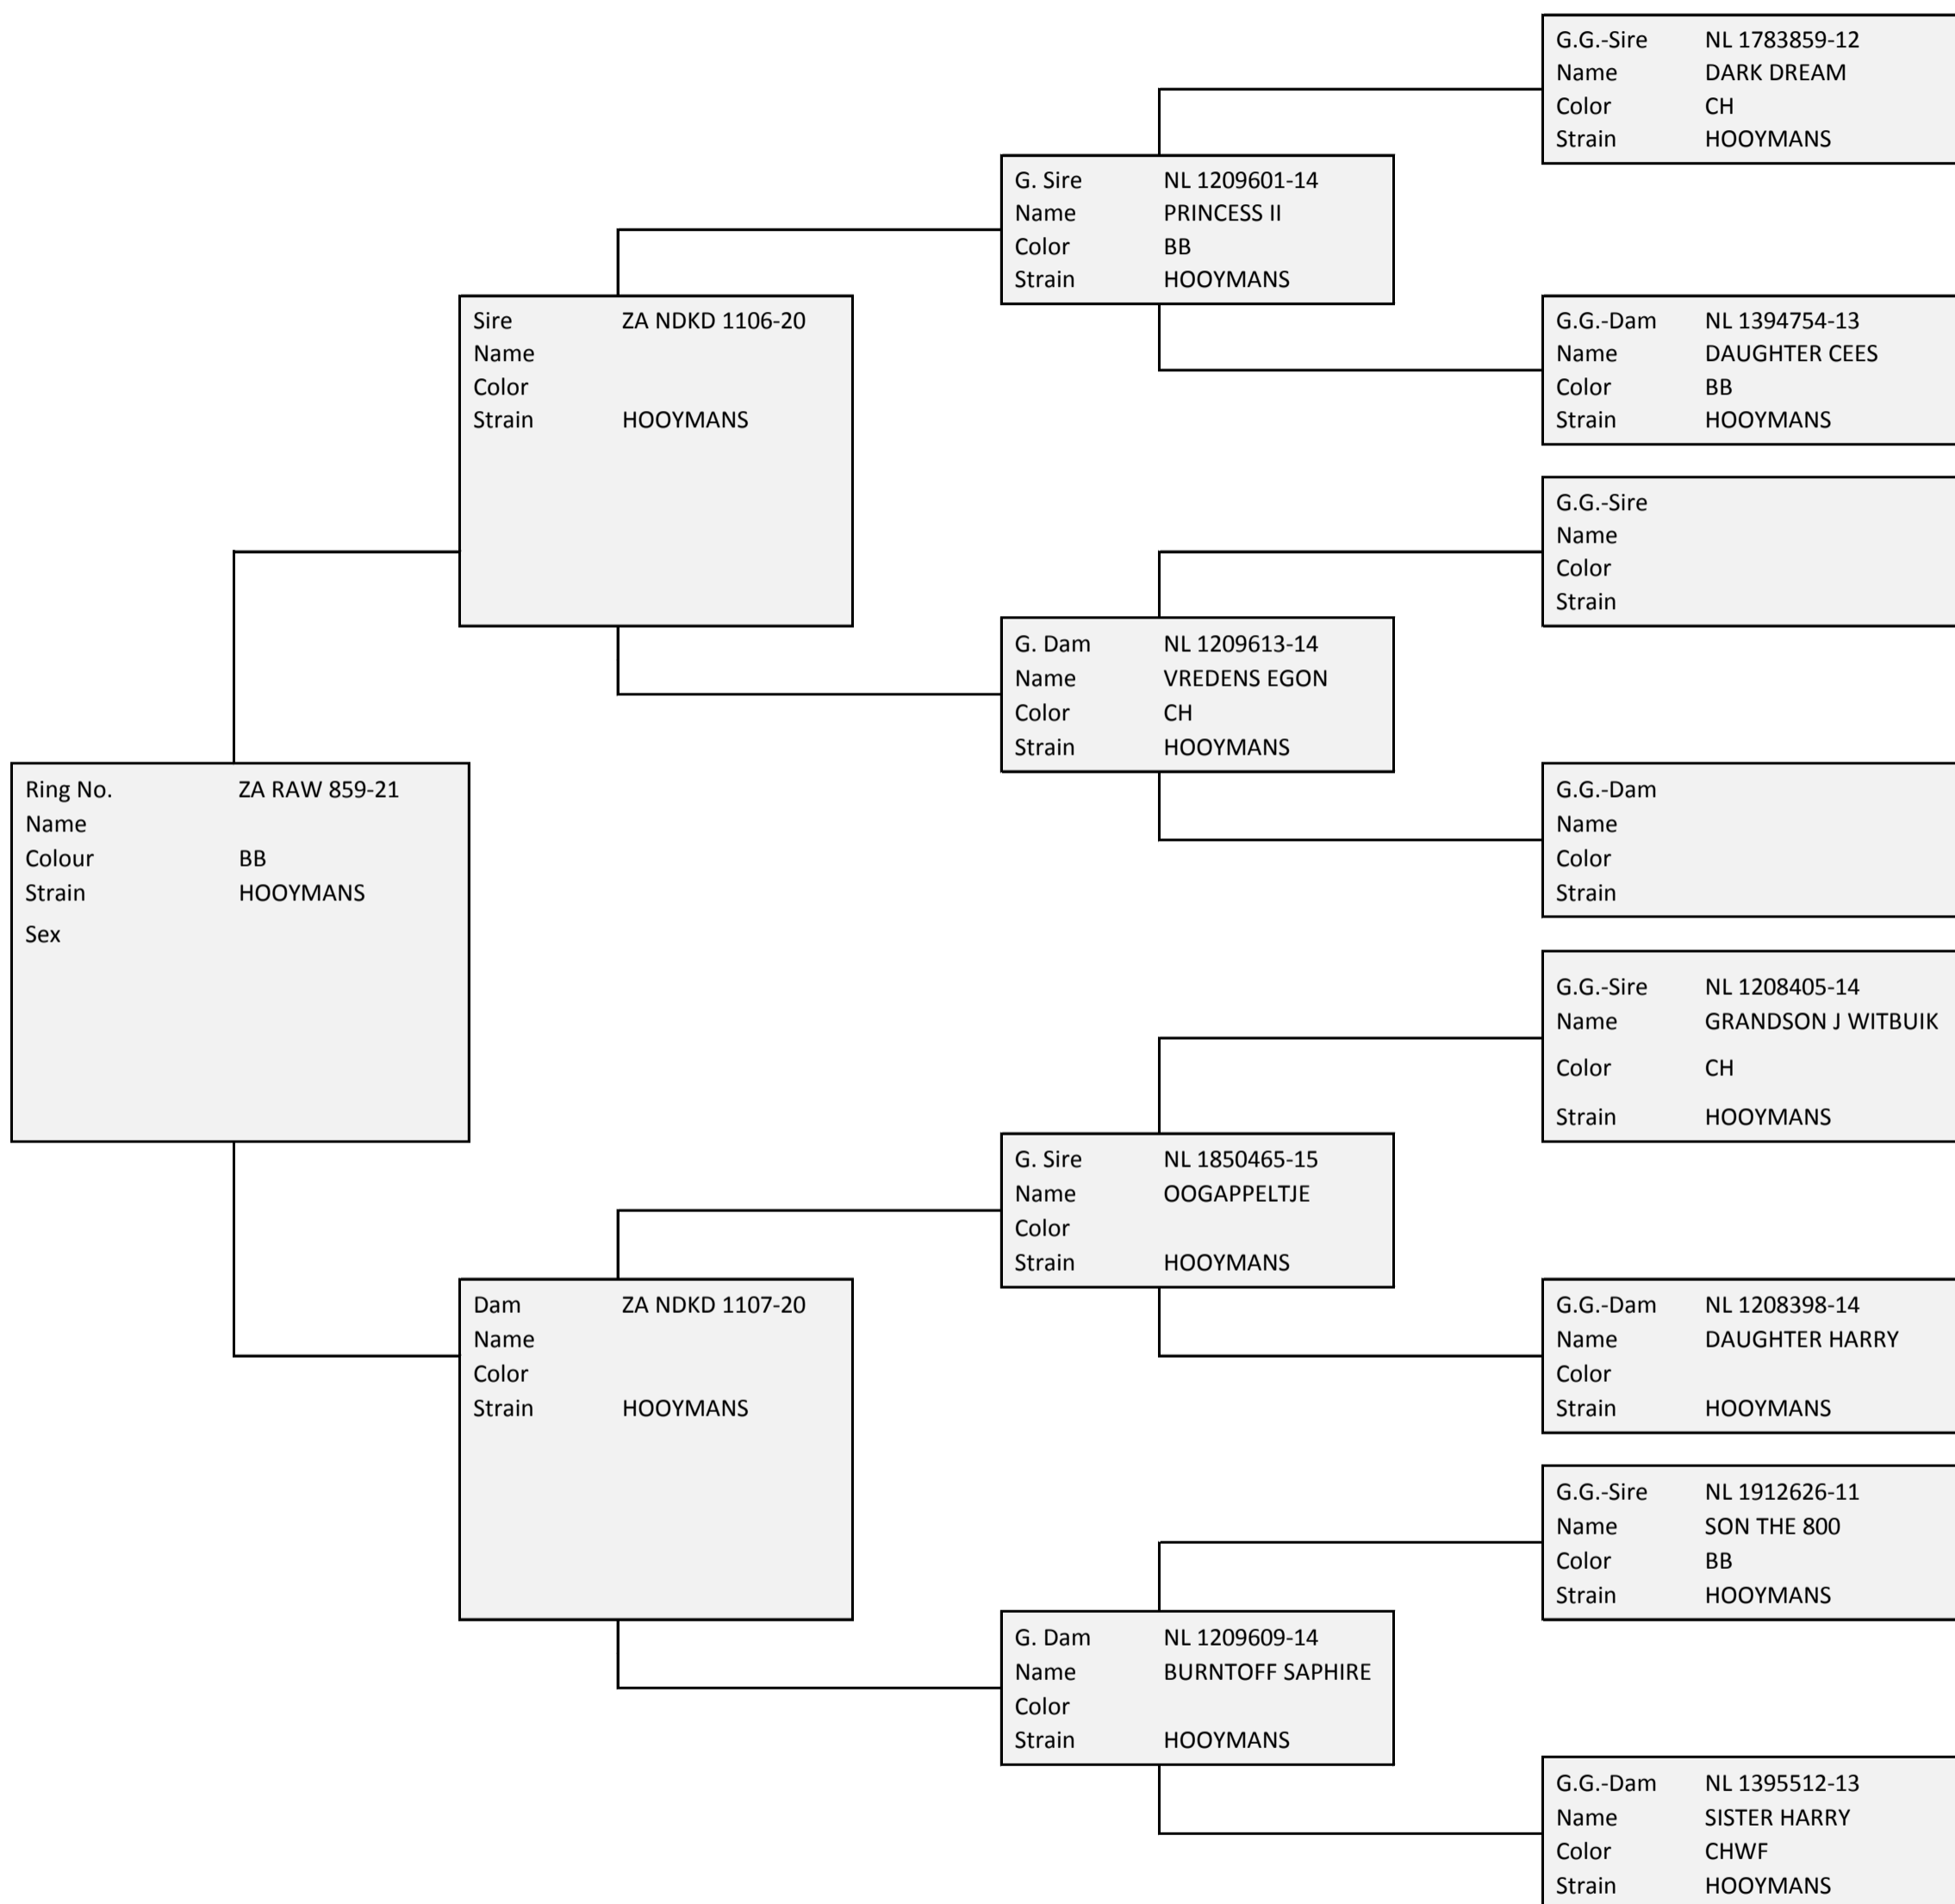 G.G.-Sire NL 1783859-12
Name DARK DREAM
Color CH
Strain HOOYMANS
G. Sire NL 1209601-14
Name PRINCESS II
Color BB
Strain HOOYMANS
Sire ZA NDKD 1106-20
Name
Color
Strain HOOYMANS
G.G.-Dam NL 1394754-13
Name DAUGHTER CEES
Color BB
Strain HOOYMANS
G.G.-Sire
Name
Color
Strain
G. Dam NL 1209613-14
Name VREDENS EGON
Color CH
Strain HOOYMANS
Ring No. ZA RAW 859-21
Name
Colour BB
Strain HOOYMANS
Sex
G.G.-Dam
Name
Color
Strain
G.G.-Sire NL 1208405-14
Name GRANDSON J WITBUIK
Color CH
Strain HOOYMANS
G. Sire NL 1850465-15
Name OOGAPPELTJE
Color
Strain HOOYMANS
Dam ZA NDKD 1107-20
Name
Color
Strain HOOYMANS
G.G.-Dam NL 1208398-14
Name DAUGHTER HARRY
Color
Strain HOOYMANS
G.G.-Sire NL 1912626-11
Name SON THE 800
Color BB
Strain HOOYMANS
G. Dam NL 1209609-14
Name BURNTOFF SAPHIRE
Color
Strain HOOYMANS
G.G.-Dam NL 1395512-13
Name SISTER HARRY
Color CHWF
Strain HOOYMANS